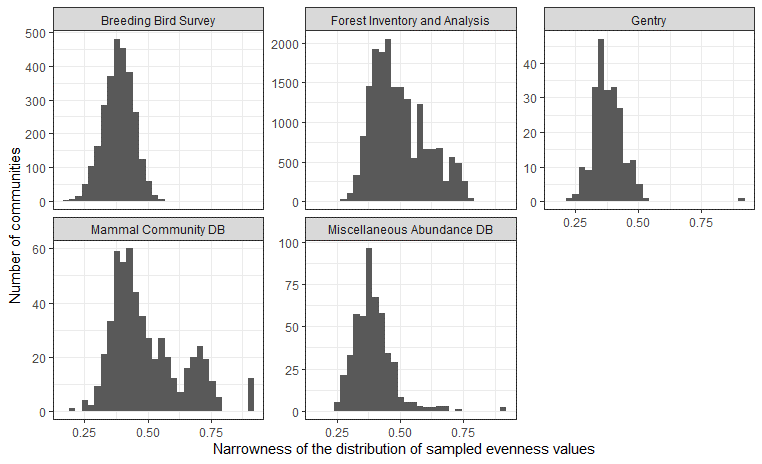 Breeding Bird Survey
Forest Inventory and Analysis
Gentry
500
400
300
200
100
0
2000
1500
1000
500
0
40
30
20
10
0
0.25 0.50 0.75
Mammal Community DB
Miscellaneous Abundance DB
60
40
20
0
100
75
50
25
0
0.25 0.50 0.75
0.25 0.50 0.75
Number of communities
Narrowness of the distribution of sampled evenness values